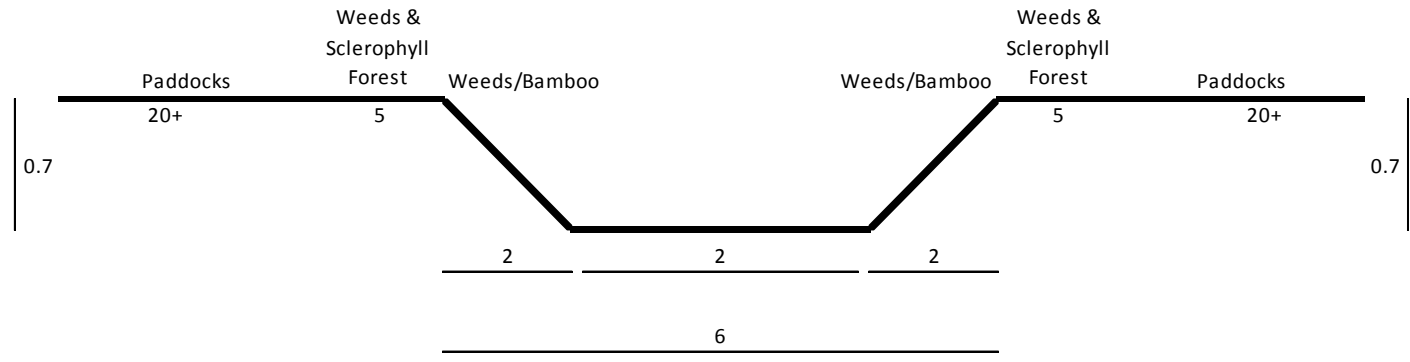 Weeds &
Sclerophyll
Forest
Paddocks
Weeds/Bamboo
Weeds/Bamboo
Weeds &
Sclerophyll
Forest
Paddocks
20+
5
5
20+
0.7
0.7
2
2
2
6